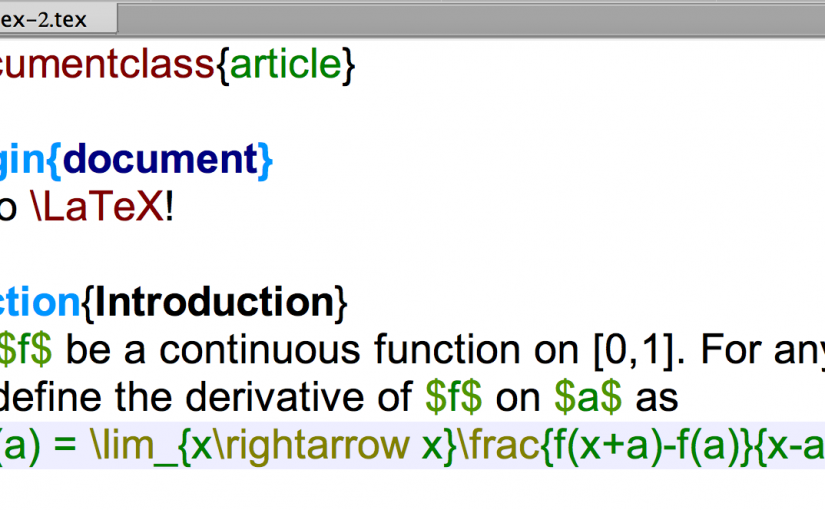 ex-2.tex
cumentclass{article}
gin{document}
o \LaTeX!
ction{Introduction}
$f$ be a continuous function on [0,1]. For any
define the derivative of $f$ on $a$ as
(a) = \lim_{x\rightarrow x}\frac{f(x+a)-f(a)}{x-a